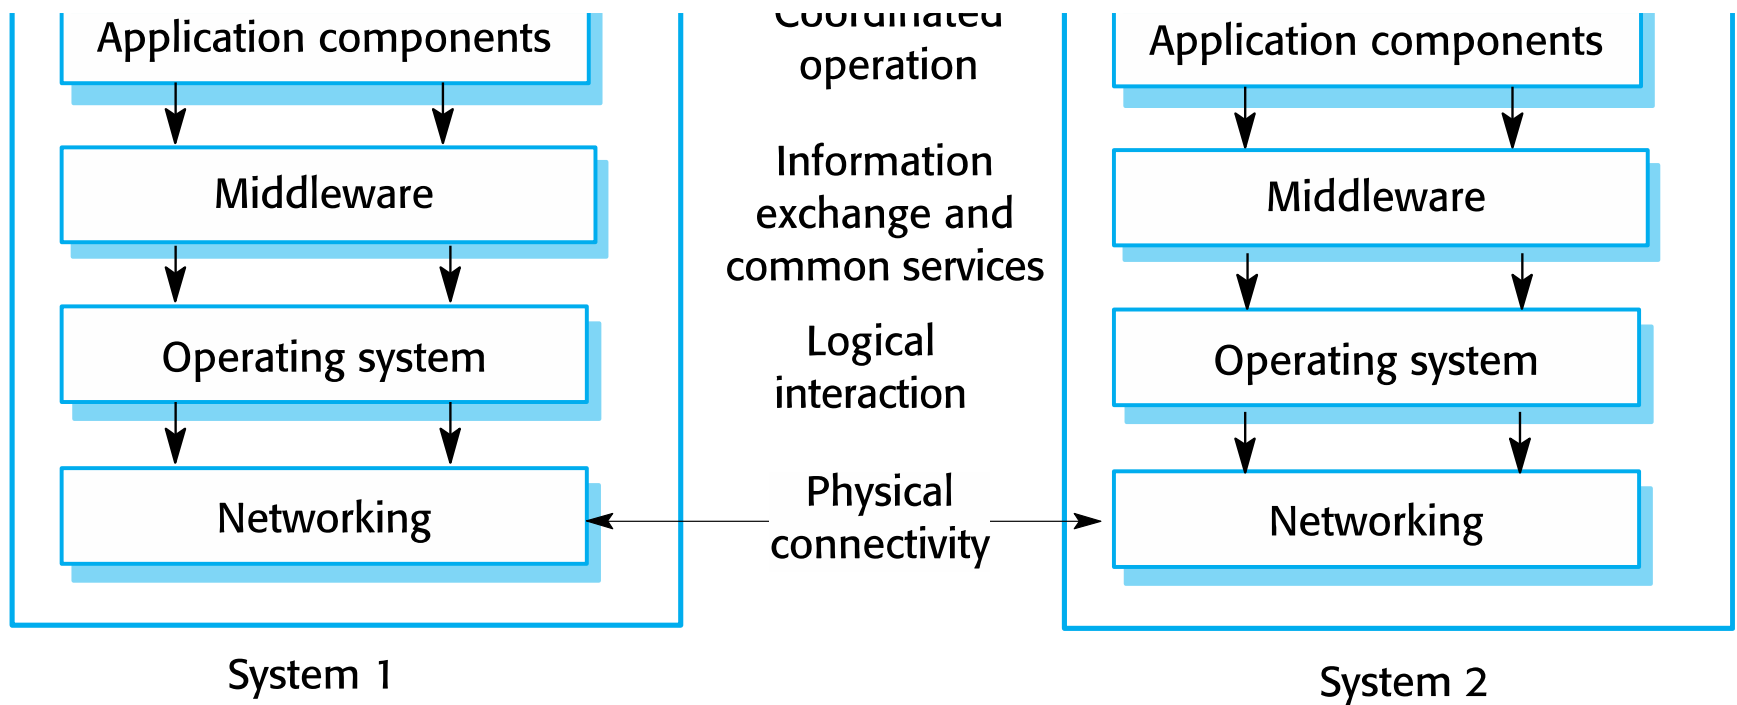 Application components
Middleware
Operating system
Networking
System 1
Coordinated
operation
Information
exchange and
common services
Logical
interaction
Physical
connectivity
Application components
Middleware
Operating system
Networking
System 2